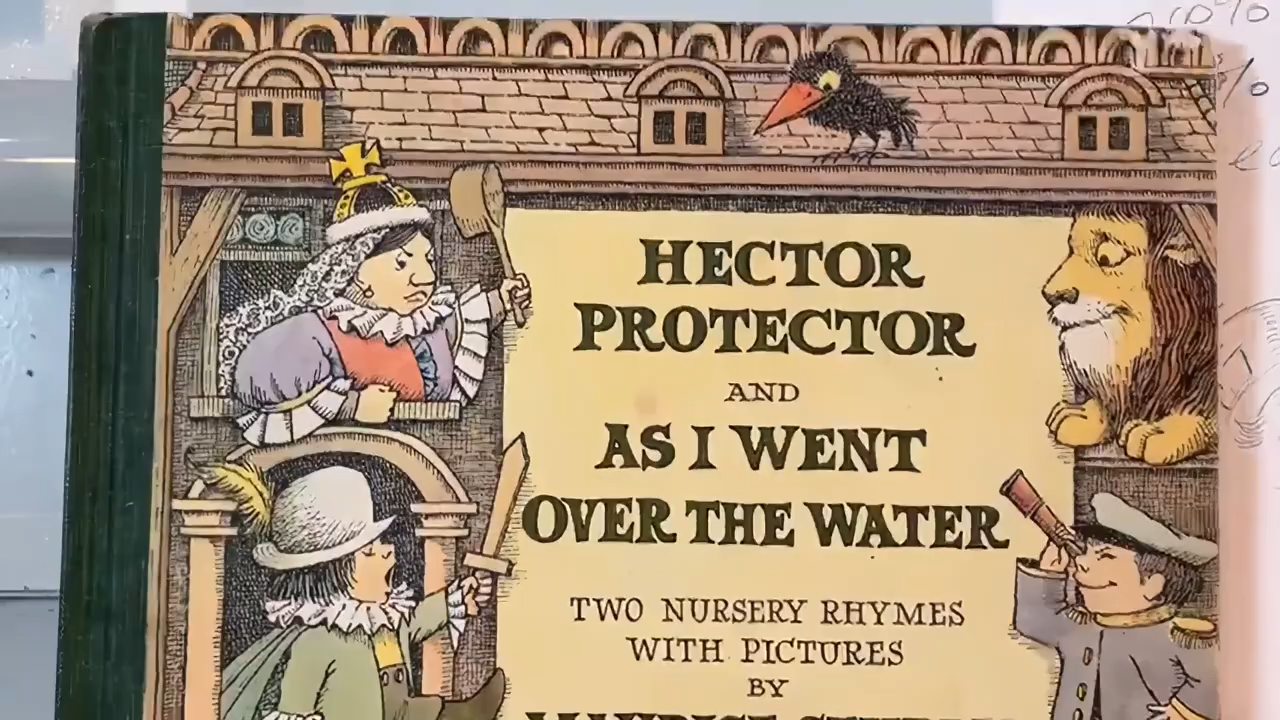 HECTOR
PROTECTOR
AND
AS I WENT
OVER THE WATER
TWO NURSERY RHYMES
WITH PICTURES
BY